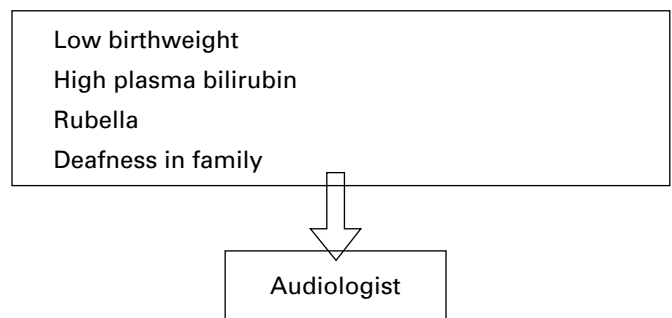 Low birthweight
High plasma bilirubin
Rubella
Deafness in family
Audiologist